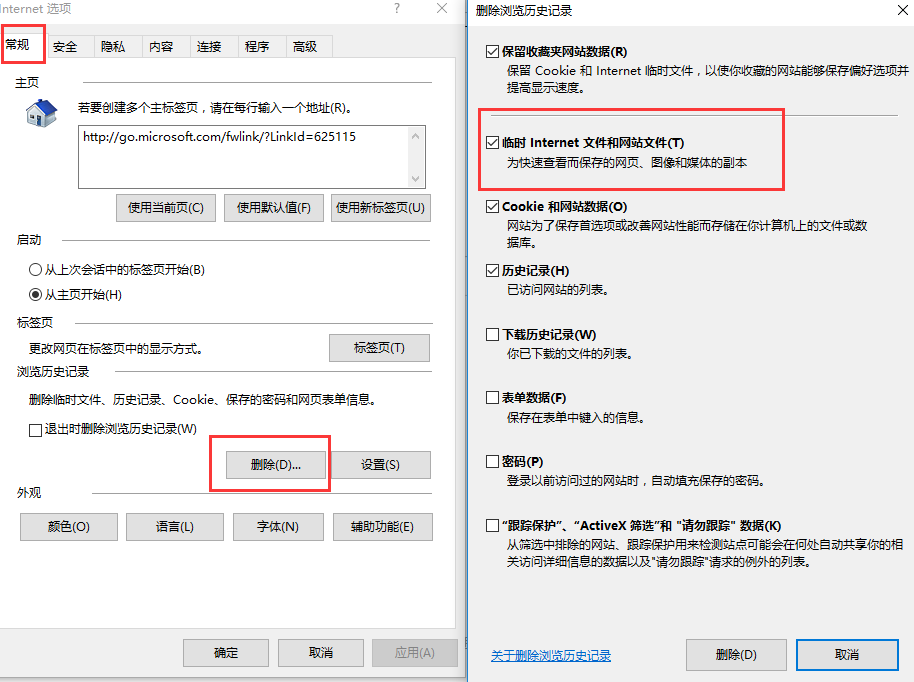 Internet 选项
?
常规
安全
隐私
内容
连接
程序
高级
主页
若要创建多个主标签页，请在每行输入一个地址(R)。
http://go.microsoft.com/fwlink/?LinkId=625115
使用当前页(C)
使用默认值(F)
使用新标签页(U)
启动
从上次会话中的标签页开始(B)
从主页开始(H)
标签页
更改网页在标签页中的显示方式。
标签页(T)
浏览历史记录
删除临时文件、历史记录、Cookie、保存的密码和网页表单信息。
退出时删除浏览历史记录(W)
删除(D)...
设置(S)
外观
颜色(O)
语言(L)
字体(N)
辅助功能(E)
确定
取消
应用(A)
删除浏览历史记录
保留收藏夹网站数据(R)
保留 Cookie 和 Internet 临时文件，以使你收藏的网站能够保存偏好选项并
提高显示速度。
临时 Internet 文件和网站文件(T)
为快速查看而保存的网页、图像和媒体的副本
Cookie 和网站数据(O)
网站为了保存首选项或改善网站性能而存储在你计算机上的文件或数
据库。
历史记录(H)
已访问网站的列表。
下载历史记录(W)
你已下载的文件的列表。
表单数据(F)
保存在表单中键入的信息。
密码(P)
登录以前访问过的网站时，自动填充保存的密码。
“跟踪保护”、“ActiveX 筛选”和 "请勿跟踪" 数据(K)
从筛选中排除的网站、跟踪保护用来检测站点可能会在何处自动共享你的相
关访问详细信息的数据以及"请勿跟踪"请求的例外的列表。
关于删除浏览历史记录
删除(D)
取消